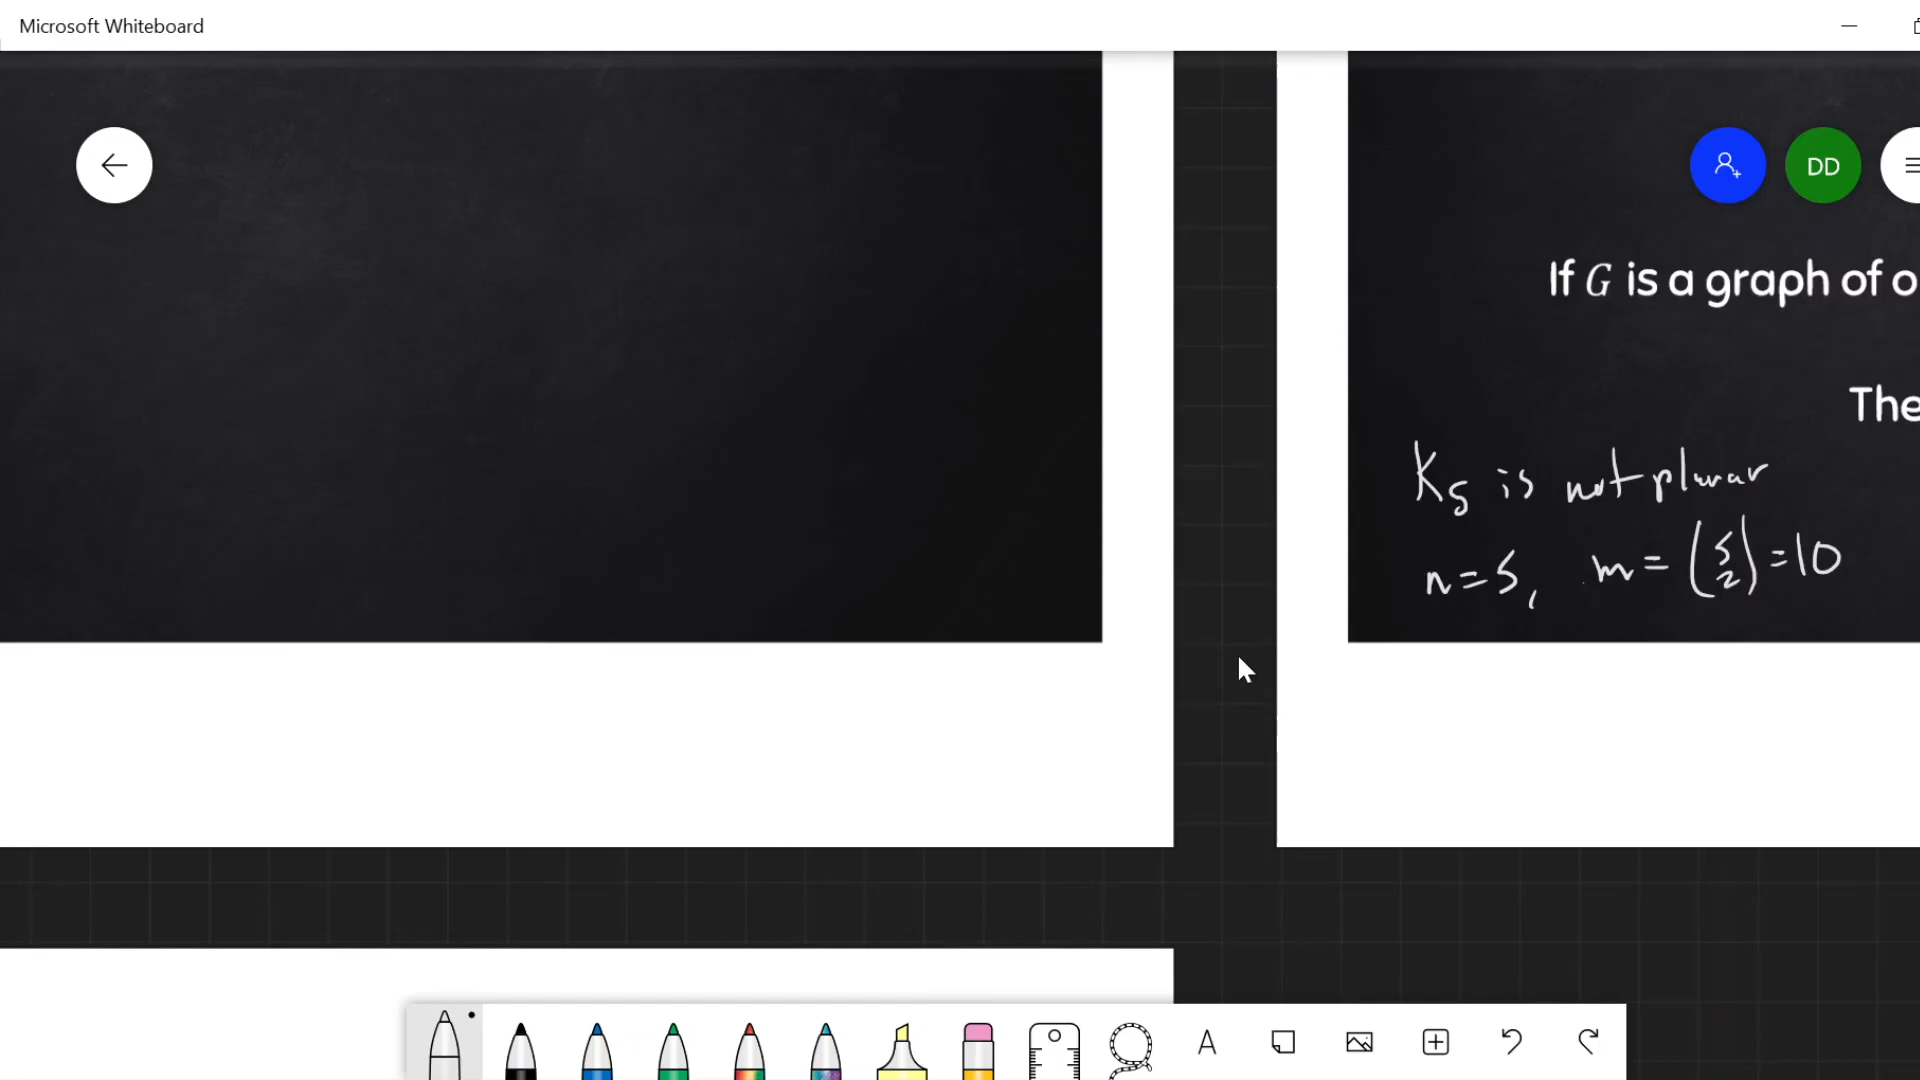 Microsoft Whiteboard
DD
If G is a graph of o
The
K₅ is not planar
n=5, m = (5 2) =10
A